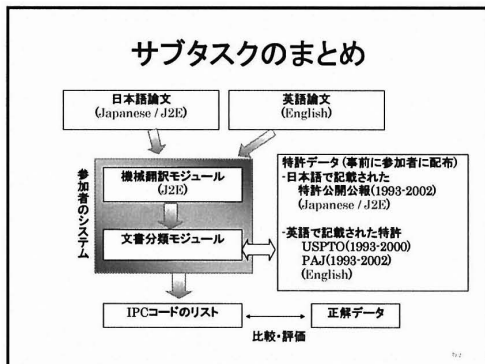 サブタスクのまとめ
日本語論文
(Japanese / J2E)
英語論文
(English)
参加者のシステム
機械翻訳モジュール
(J2E)
文書分類モジュール
特許データ(事前に参加者に配布)
-日本語で記載された
特許公開公報(1993-2002)
(Japanese / J2E)
-英語で記載された特許
USPTO(1993-2000)
PAJ(1993-2002)
(English)
IPCコードのリスト
正解データ
比較・評価